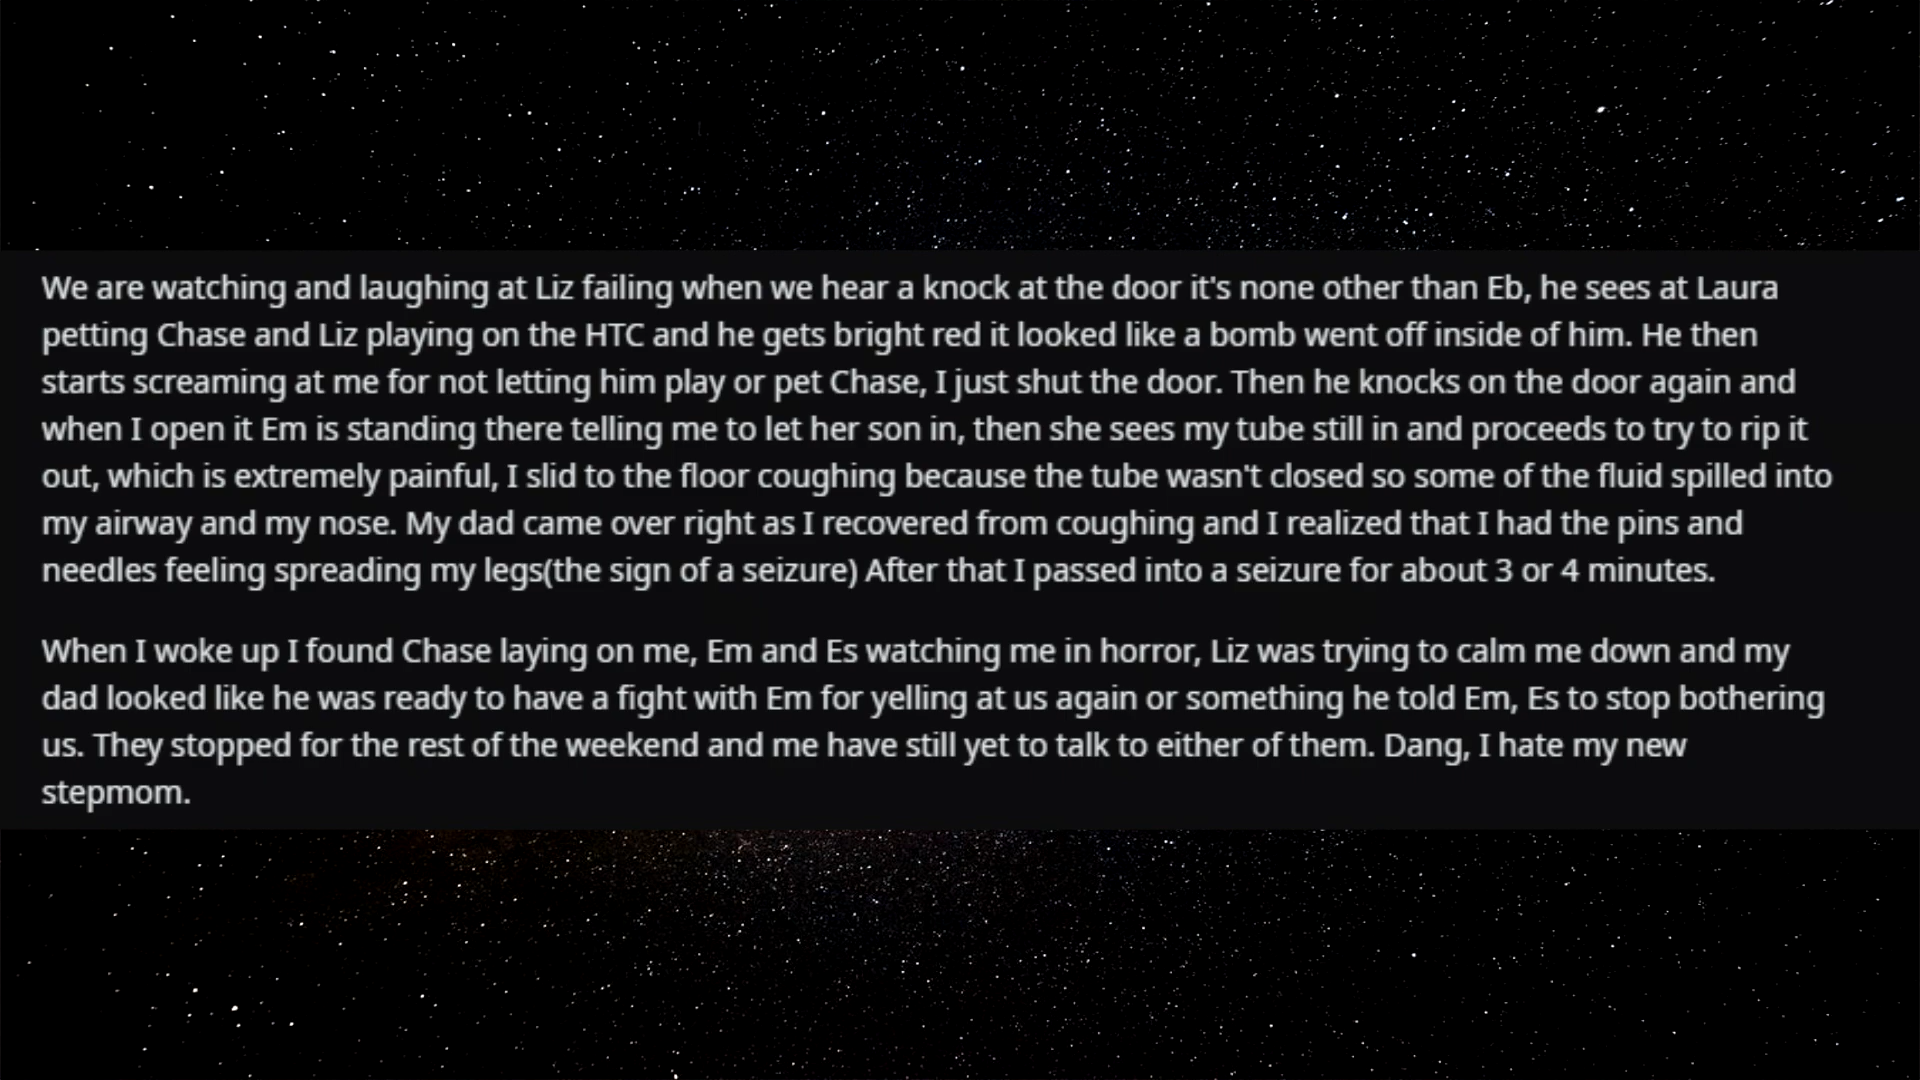 We are watching and laughing at Liz failing when we hear a knock at the door it's none other than Eb, he sees at Laura
petting Chase and Liz playing on the HTC and he gets bright red it looked like a bomb went off inside of him. He then
starts screaming at me for not letting him play or pet Chase, I just shut the door. Then he knocks on the door again and
when I open it Em is standing there telling me to let her son in, then she sees my tube still in and proceeds to try to rip it
out, which is extremely painful, I slid to the floor coughing because the tube wasn't closed so some of the fluid spilled into
my airway and my nose. My dad came over right as I recovered from coughing and I realized that I had the pins and
needles feeling spreading my legs(the sign of a seizure) After that I passed into a seizure for about 3 or 4 minutes.
When I woke up I found Chase laying on me, Em and Es watching me in horror, Liz was trying to calm me down and my
dad looked like he was ready to have a fight with Em for yelling at us again or something he told Em, Es to stop bothering
us. They stopped for the rest of the weekend and me have still yet to talk to either of them. Dang, I hate my new
stepmom.